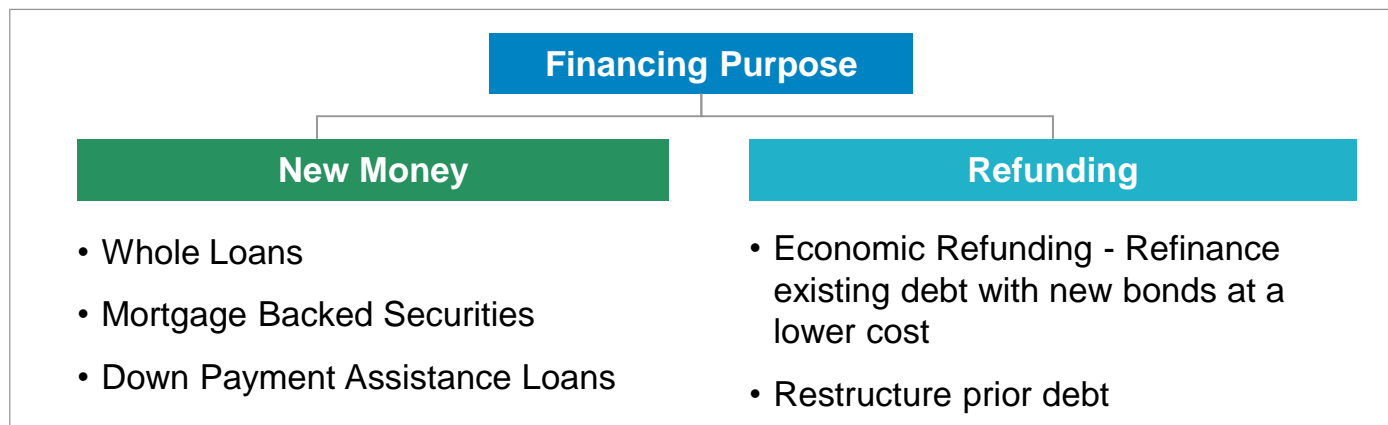 Financing Purpose
New Money
• Whole Loans
• Mortgage Backed Securities
• Down Payment Assistance Loans
Refunding
• Economic Refunding - Refinance
existing debt with new bonds at a
lower cost
• Restructure prior debt